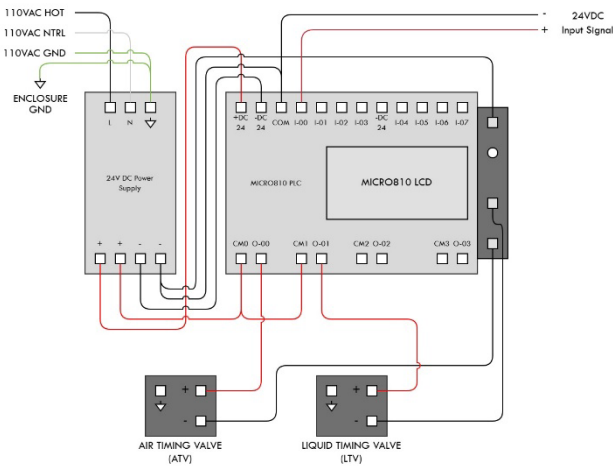 110VAC HOT
110VAC NTRL
110VAC GND
ENCLOSURE
GND
- 24VDC
+ Input Signal
L N
24V DC Power
Supply
+ + - -
+DC
24
-DC
24
COM I-00 I-01 I-02 I-03
-DC
24
I-04 I-05 I-06 I-07
MICRO810 PLC
MICRO810 LCD
CM0 O-00 CM1 O-01 CM2 O-02 CM3 O-03
+
-
AIR TIMING VALVE
(ATV)
+
-
LIQUID TIMING VALVE
(LTV)